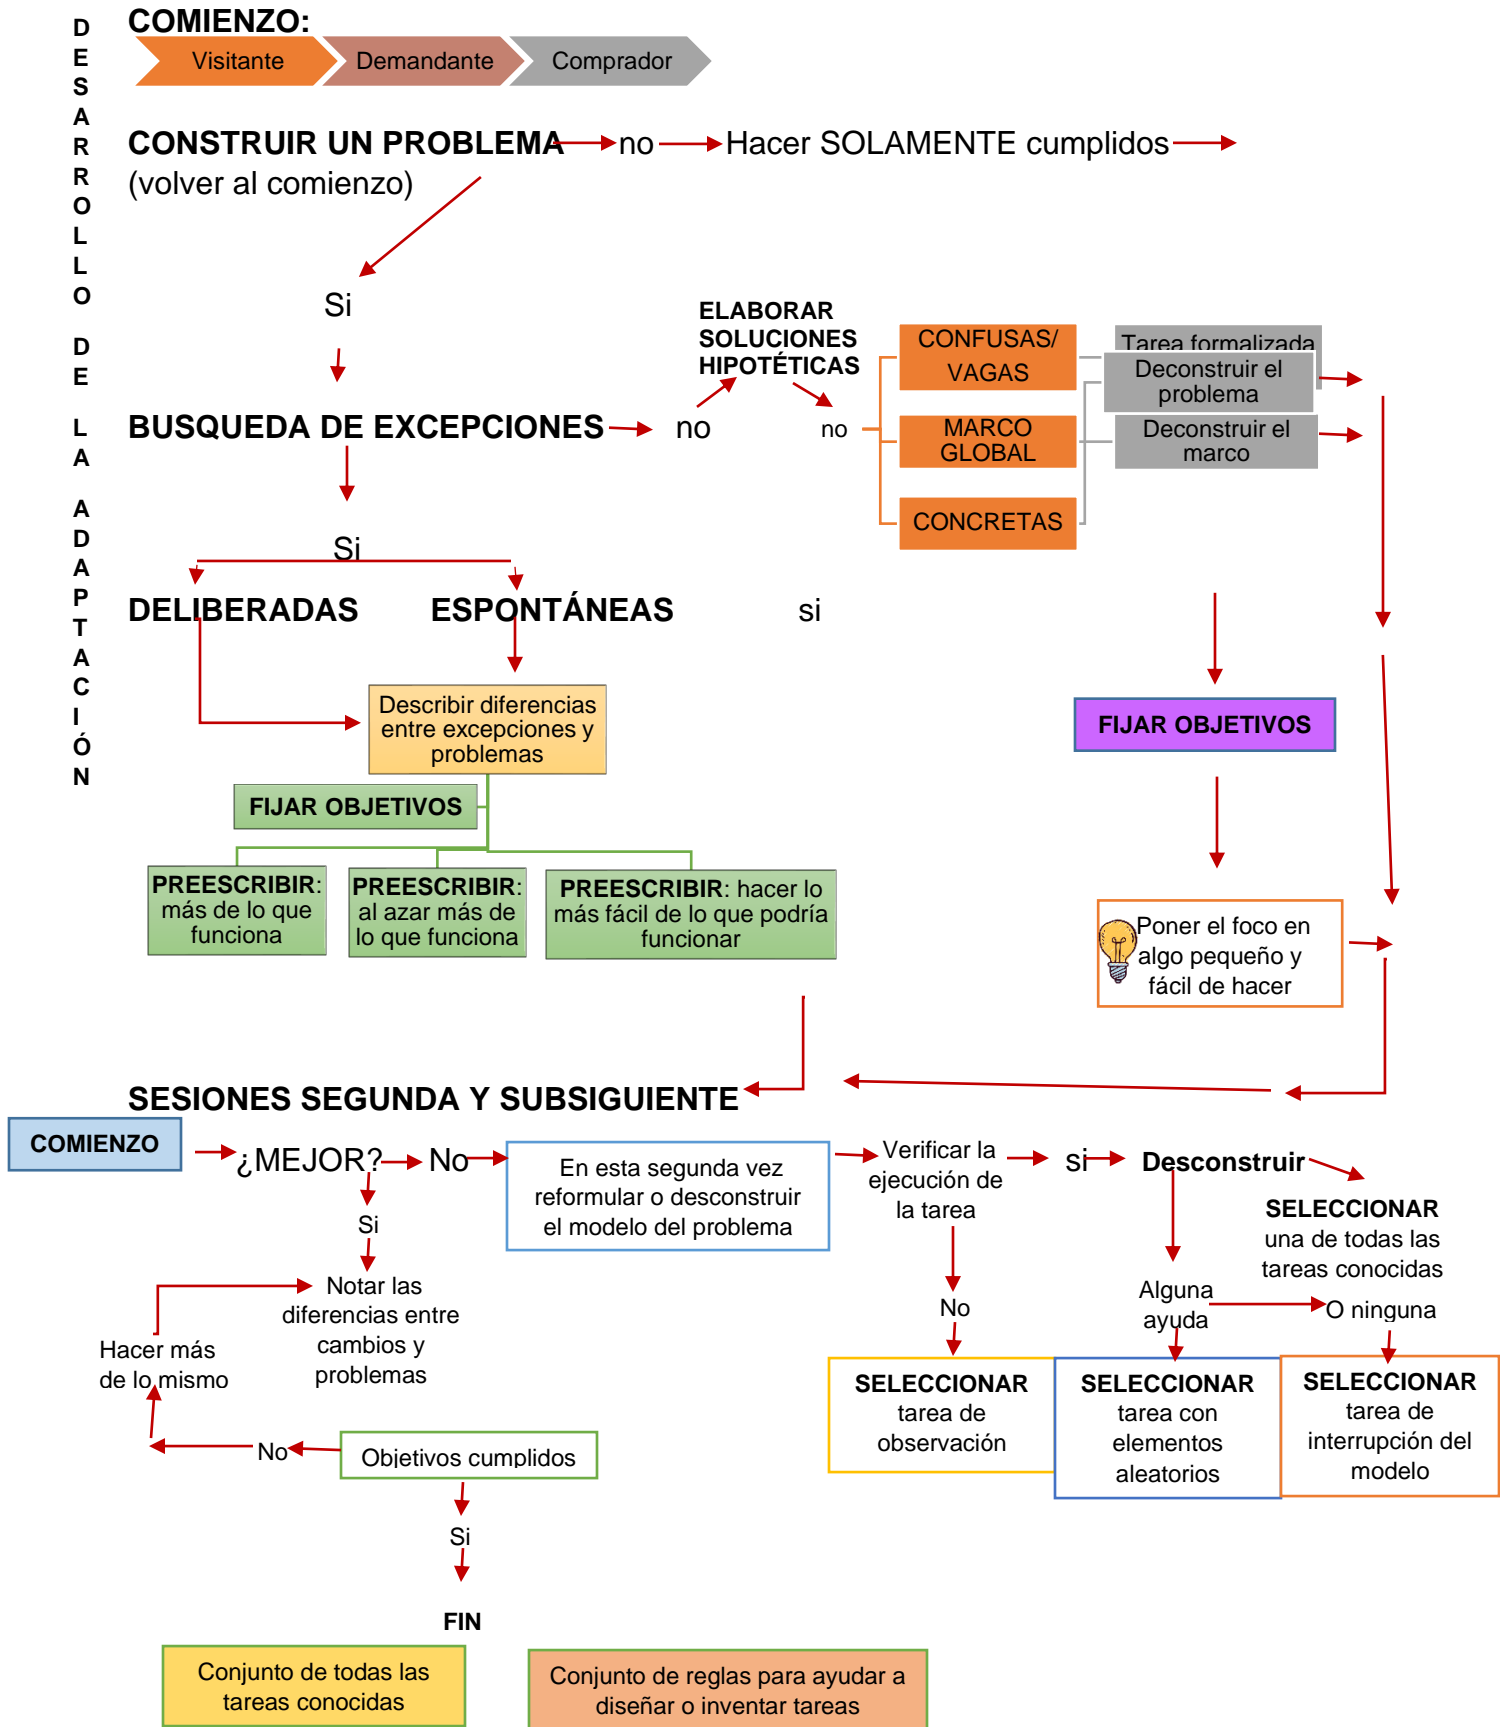 DESARROLLO DE LA ADAPTACIÓN
COMIENZO:
Visitante
Demandante
Comprador
CONSTRUIR UN PROBLEMA
no
Hacer SOLAMENTE cumplidos
(volver al comienzo)
Si
ELABORAR
SOLUCIONES
HIPOTÉTICAS
CONFUSAS/
VAGAS
Tarea formalizada
Deconstruir el
problema
BUSQUEDA DE EXCEPCIONES
no
no
MARCO
GLOBAL
Deconstruir el
marco
CONCRETAS
Si
DELIBERADAS
ESPONTÁNEAS
si
Describir diferencias
entre excepciones y
problemas
FIJAR OBJETIVOS
FIJAR OBJETIVOS
PREESCRIBIR:
más de lo que
funciona
PREESCRIBIR:
al azar más de
lo que funciona
PREESCRIBIR: hacer lo
más fácil de lo que podría
funcionar
Poner el foco en
algo pequeño y
fácil de hacer
SESIONES SEGUNDA Y SUBSIGUIENTE
COMIENZO
¿MEJOR?
No
En esta segunda vez
reformular o desconstruir
el modelo del problema
Verificar la
ejecución de
la tarea
si
Desconstruir
SELECCIONAR
una de todas las
tareas conocidas
Si
Notar las
diferencias entre
cambios y
problemas
No
Alguna
ayuda
O ninguna
Hacer más
de lo mismo
SELECCIONAR
tarea de
observación
SELECCIONAR
tarea con
elementos
aleatorios
SELECCIONAR
tarea de
interrupción del
modelo
No
Objetivos cumplidos
Si
FIN
Conjunto de todas las
tareas conocidas
Conjunto de reglas para ayudar a
diseñar o inventar tareas